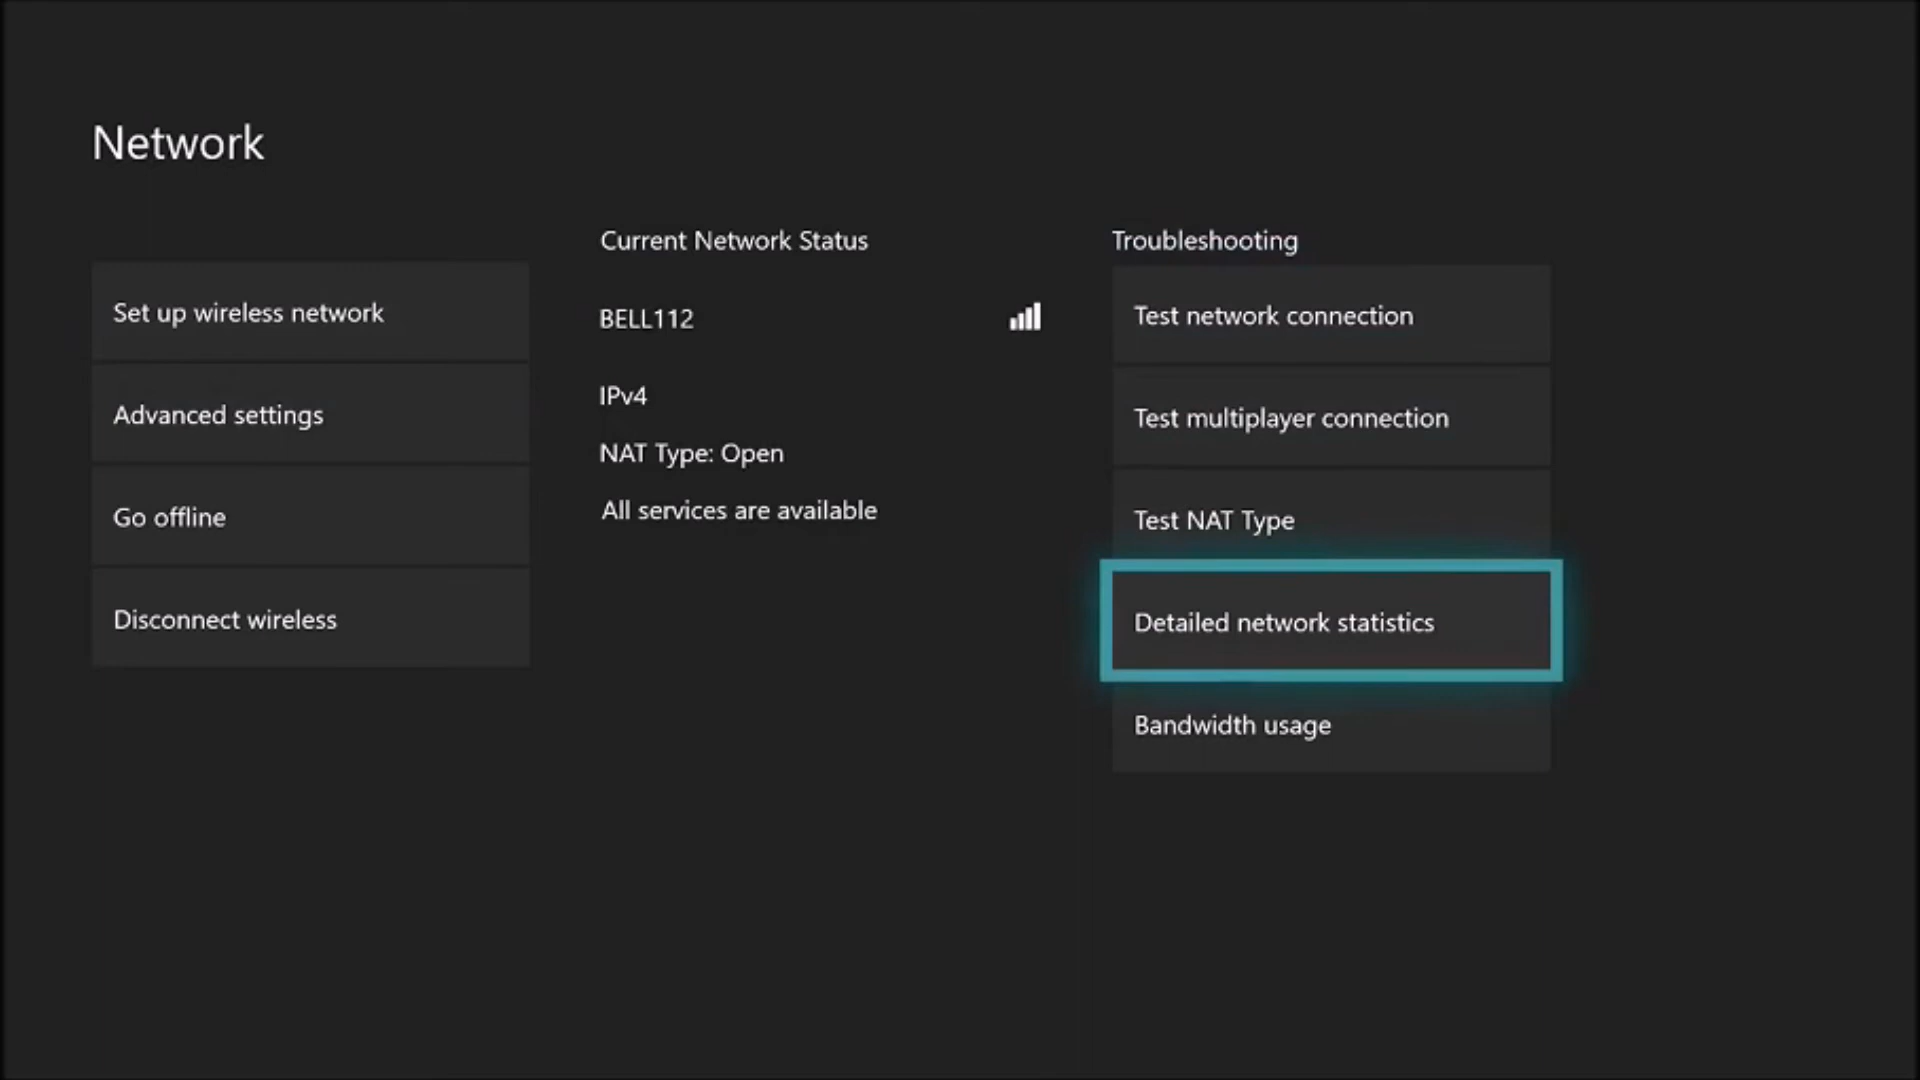 Network
Set up wireless network
Advanced settings
Go offline
Disconnect wireless
Current Network Status
BELL112
IPv4
NAT Type: Open
All services are available
Troubleshooting
Test network connection
Test multiplayer connection
Test NAT Type
Detailed network statistics
Bandwidth usage